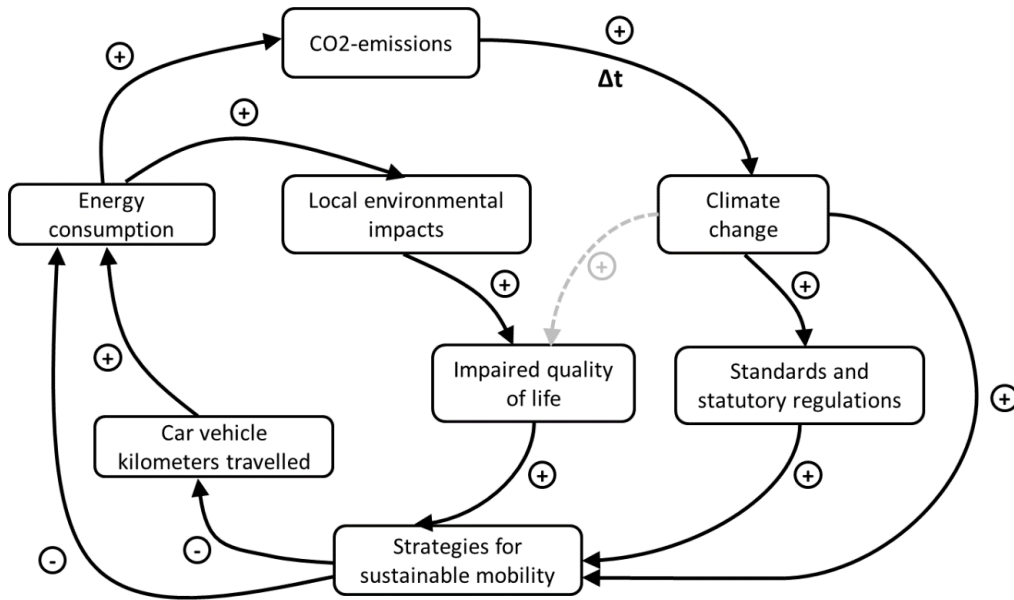 +
CO2-emissions
+
Δt
+
Energy
consumption
Local environmental
impacts
Climate
change
+
+
+
Impaired quality
of life
Standards and
statutory regulations
+
+
Car vehicle
kilometers travelled
+
+
-
-
Strategies for
sustainable mobility